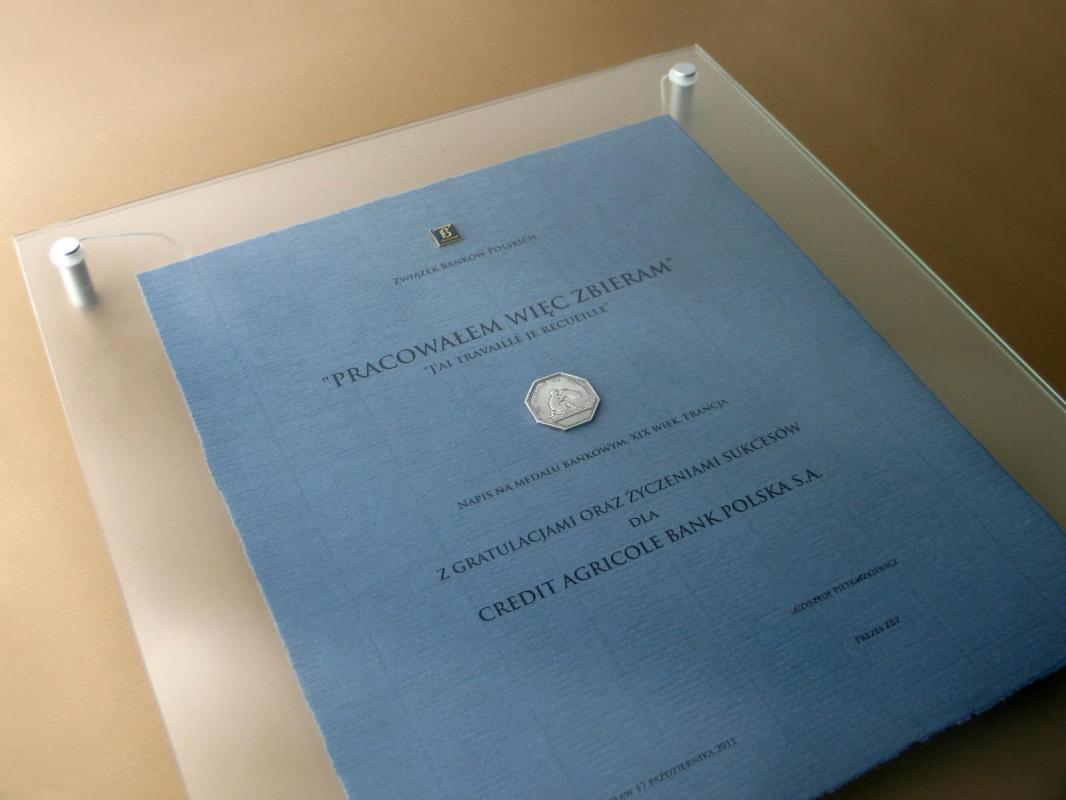 Związek Banków Polskich
"PRACOWAŁEM WIĘC ZBIERAM"
"J'AI TRAVAILLÉ JE RECUEILLE"
NAPIS NA MEDALU BANKOWYM, XIX WIEK, FRANCJA
Z GRATULACJAMI ORAZ ŻYCZENIAMI SUKCESÓW
DLA
CREDIT AGRICOLE BANK POLSKA S.A.
PIETRASZKIEWICZ
PREZES ZBP
PAŹDZIERNIKA 2011